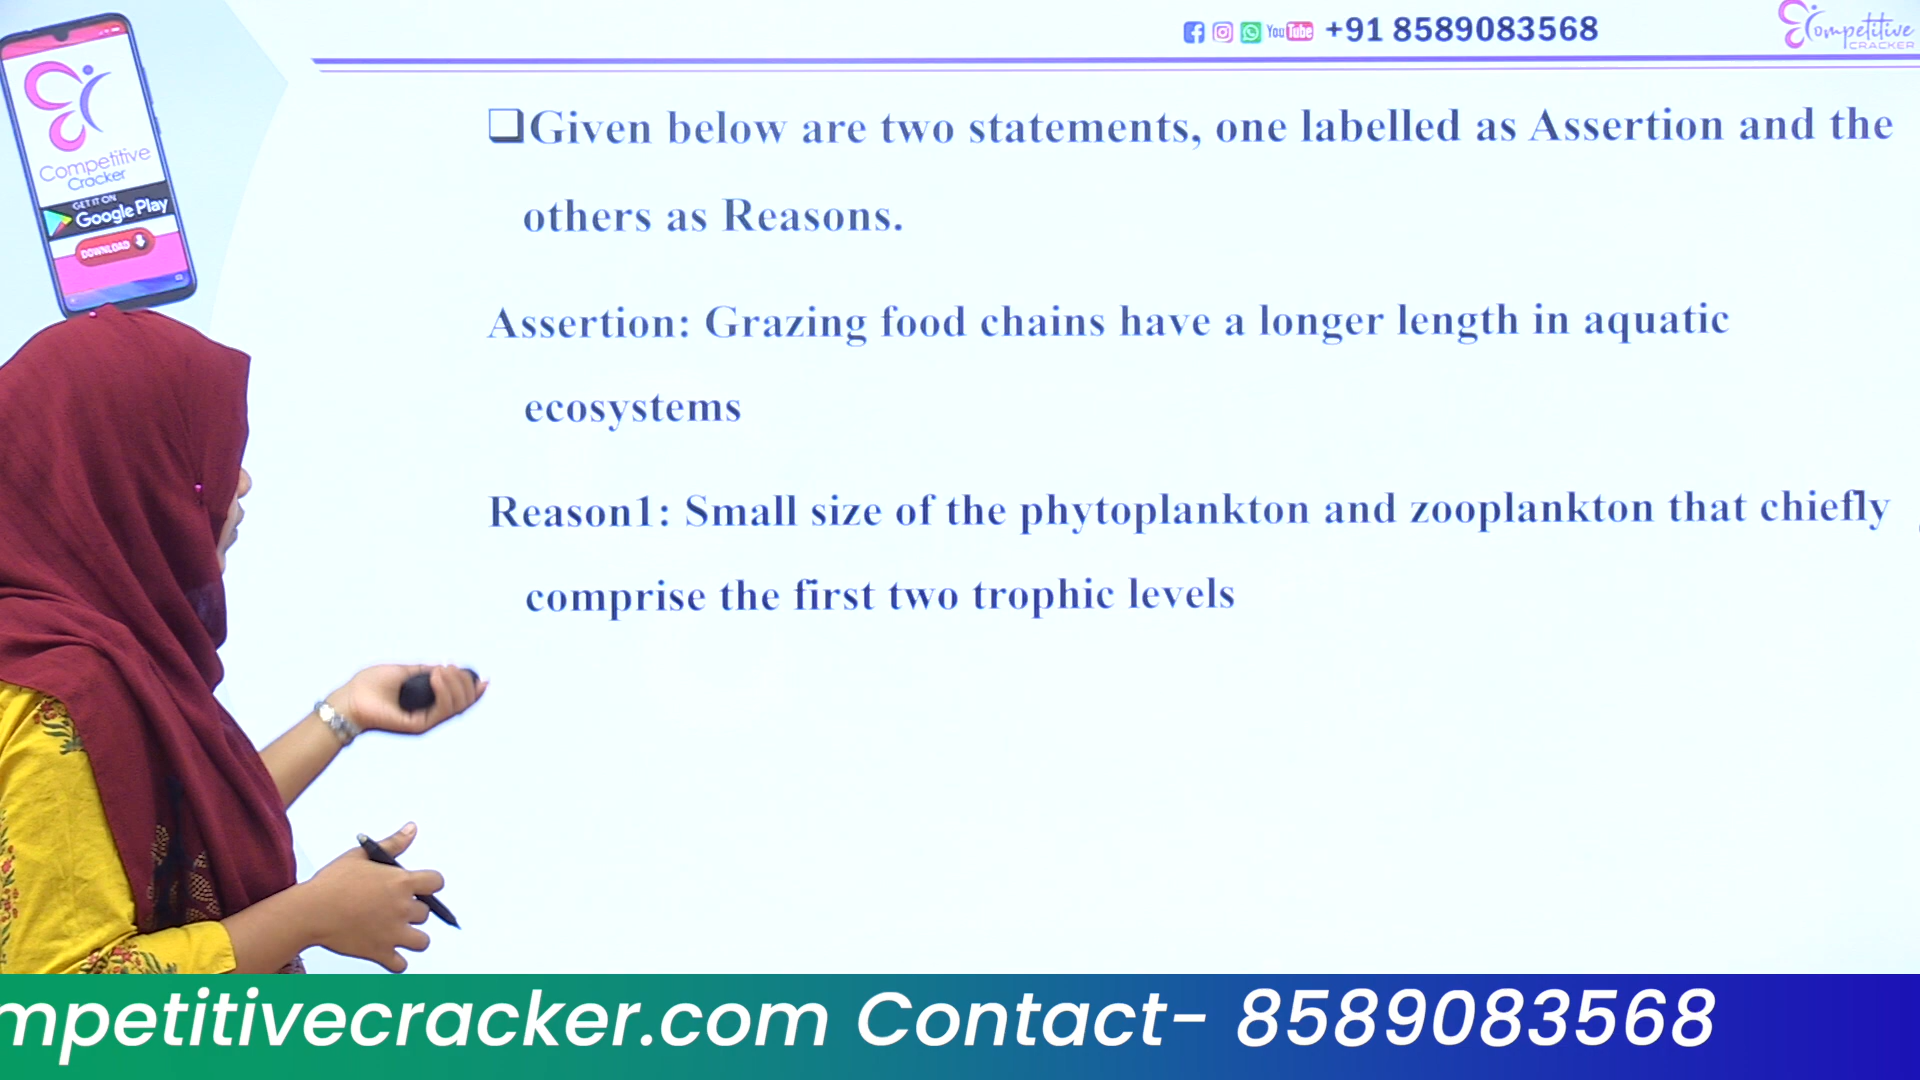 You Tube +91 8589083568
Competitive
CRACKER
Competitive
Cracker
GET IT ON
Google Play
DOWNLOAD
❑Given below are two statements, one labelled as Assertion and the
others as Reasons.
Assertion: Grazing food chains have a longer length in aquatic
ecosystems
Reason1: Small size of the phytoplankton and zooplankton that chiefly
comprise the first two trophic levels
mpetitivecracker.com Contact- 8589083568